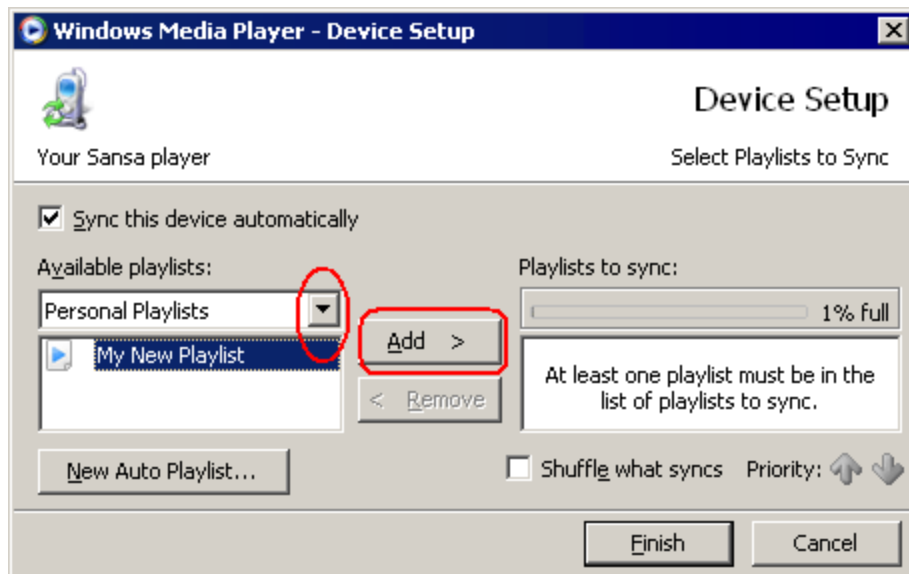 Windows Media Player - Device Setup
Device Setup
Your Sansa player
Select Playlists to Sync
Sync this device automatically
Available playlists:
Playlists to sync:
Personal Playlists
1% full
My New Playlist
Add >
At least one playlist must be in the
list of playlists to sync.
< Remove
New Auto Playlist...
Shuffle what syncs
Priority:
Finish
Cancel